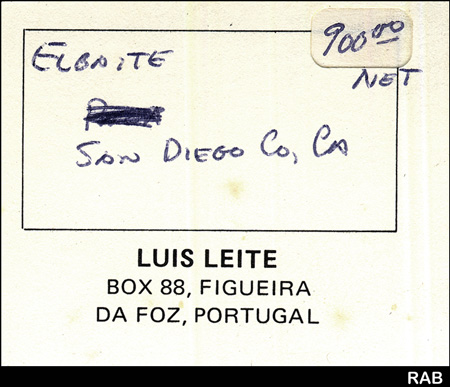 900.00
ELBAITE
NET
SAN DIEGO CO, CA
LUIS LEITE
BOX 88, FIGUEIRA
DA FOZ, PORTUGAL
RAB